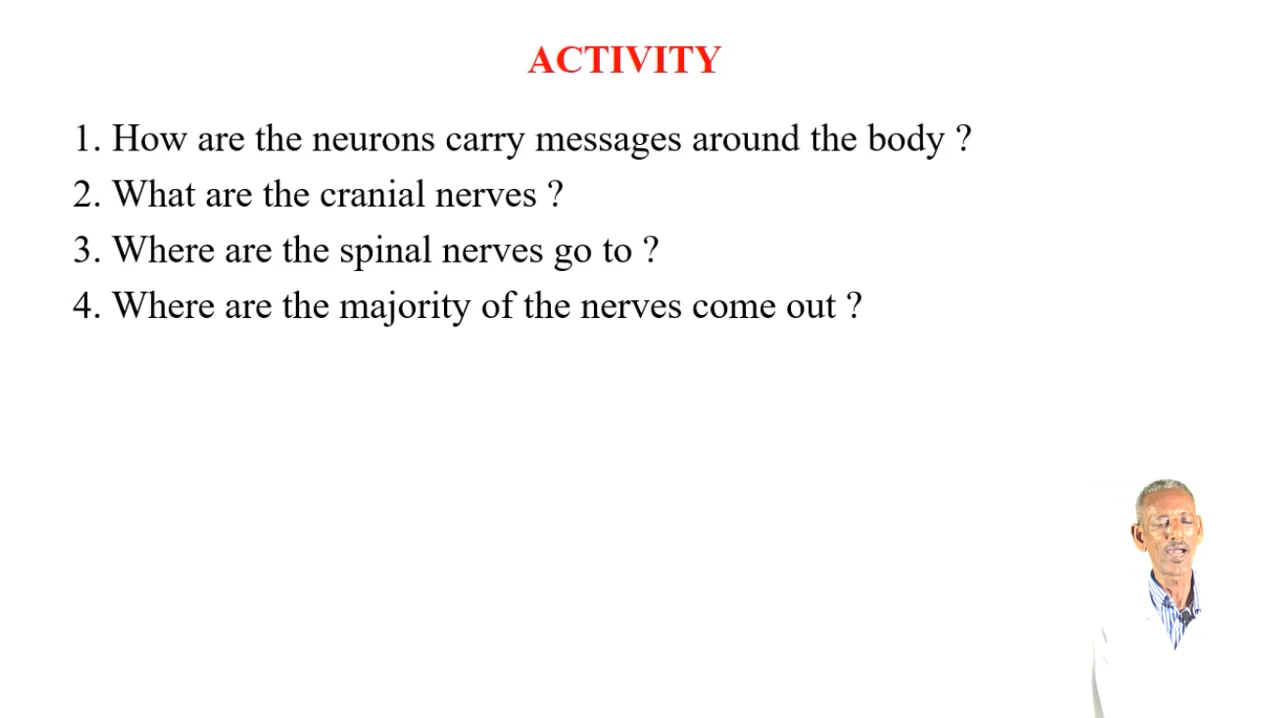 ACTIVITY
1. How are the neurons carry messages around the body ?
2. What are the cranial nerves ?
3. Where are the spinal nerves go to ?
4. Where are the majority of the nerves come out ?